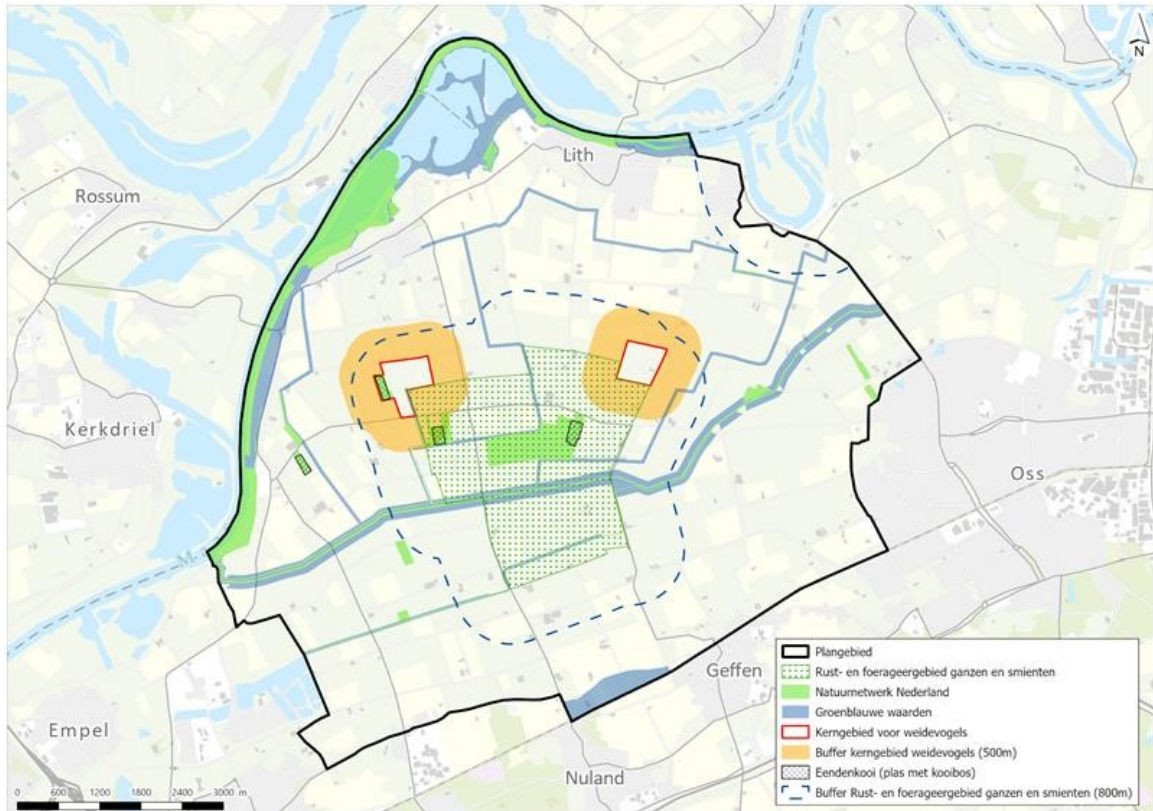 N
Lith
Rossum
Kerkdriel
Oss
Geffen
Empel
Nuland
Plangebied
Rust- en foerageergebied ganzen en smienten
Natuurnetwerk Nederland
Groenblauwe waarden
Kerngebied voor weidevogels
Buffer kerngebied weidevogels (500m)
Eendenkooi (plas met kooibos)
Buffer Rust- en foerageergebied ganzen en smienten (800m)
0 600 1200 1800 2400 3000 m